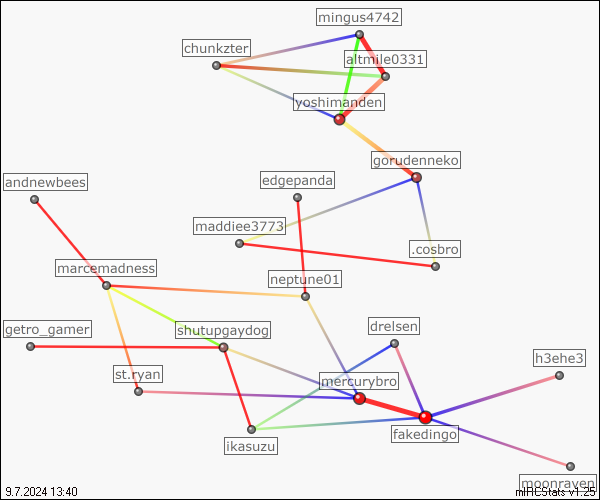 mingus4742
chunkzter
altmile0331
yoshimanden
gorudenneko
andnewbees
edgepanda
maddiee3773
.cosbro
marcemadness
neptune01
getro_gamer
shutupgaydog
drelsen
h3ehe3
st.ryan
mercurybro
fakedingo
ikasuzu
moonraven
9.7.2024 13:40
mIRCStats v1.25